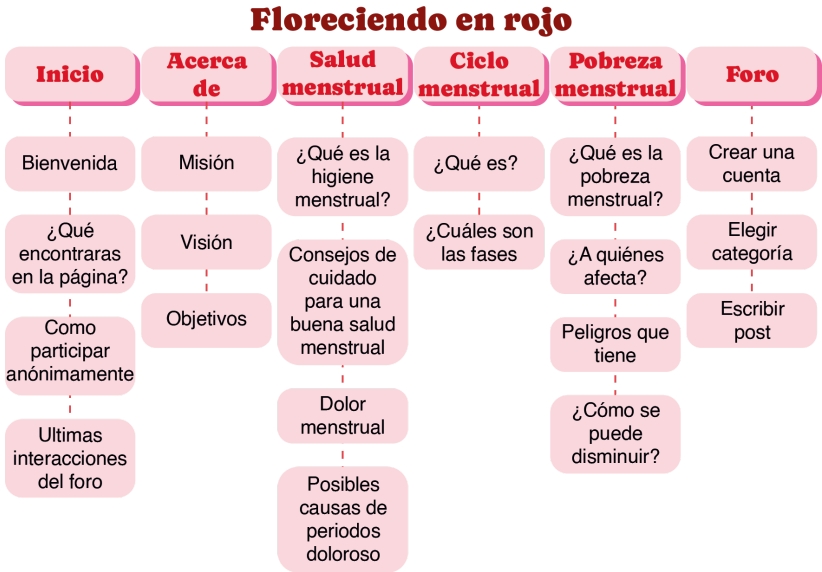 Floreciendo en rojo
Inicio
Bienvenida
¿Qué
encontraras
en la página?
Como
participar
anónimamente
Ultimas
interacciones
del foro
Acerca
de
Misión
Visión
Objetivos
Salud
menstrual
¿Qué es la
higiene
menstrual?
Consejos de
cuidado
para una
buena salud
menstrual
Dolor
menstrual
Posibles
causas de
periodos
doloroso
Ciclo
menstrual
¿Qué es?
¿Cuáles son
las fases
Pobreza
menstrual
¿Qué es la
pobreza
menstrual?
¿A quiénes
afecta?
Peligros que
tiene
¿Cómo se
puede
disminuir?
Foro
Crear una
cuenta
Elegir
categoría
Escribir
post